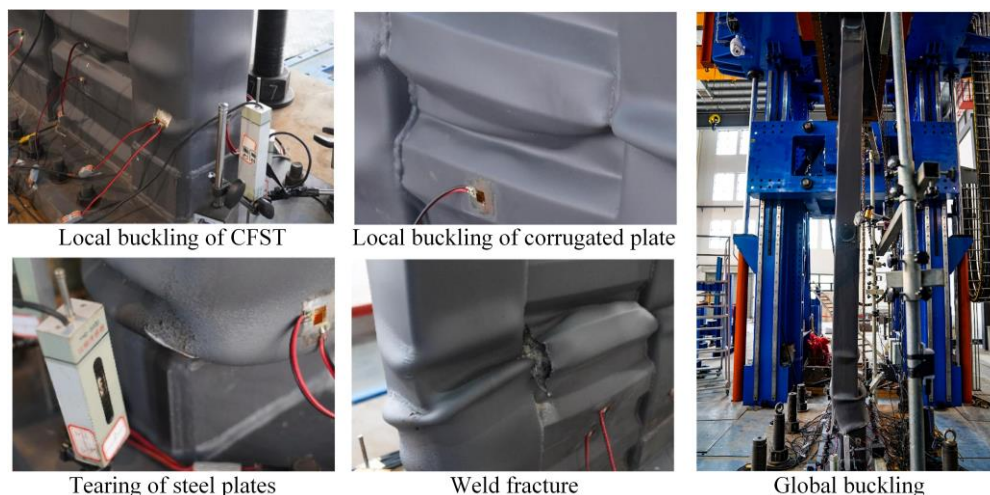 Local buckling of CFST
Local buckling of corrugated plate
Tearing of steel plates
Weld fracture
Global buckling